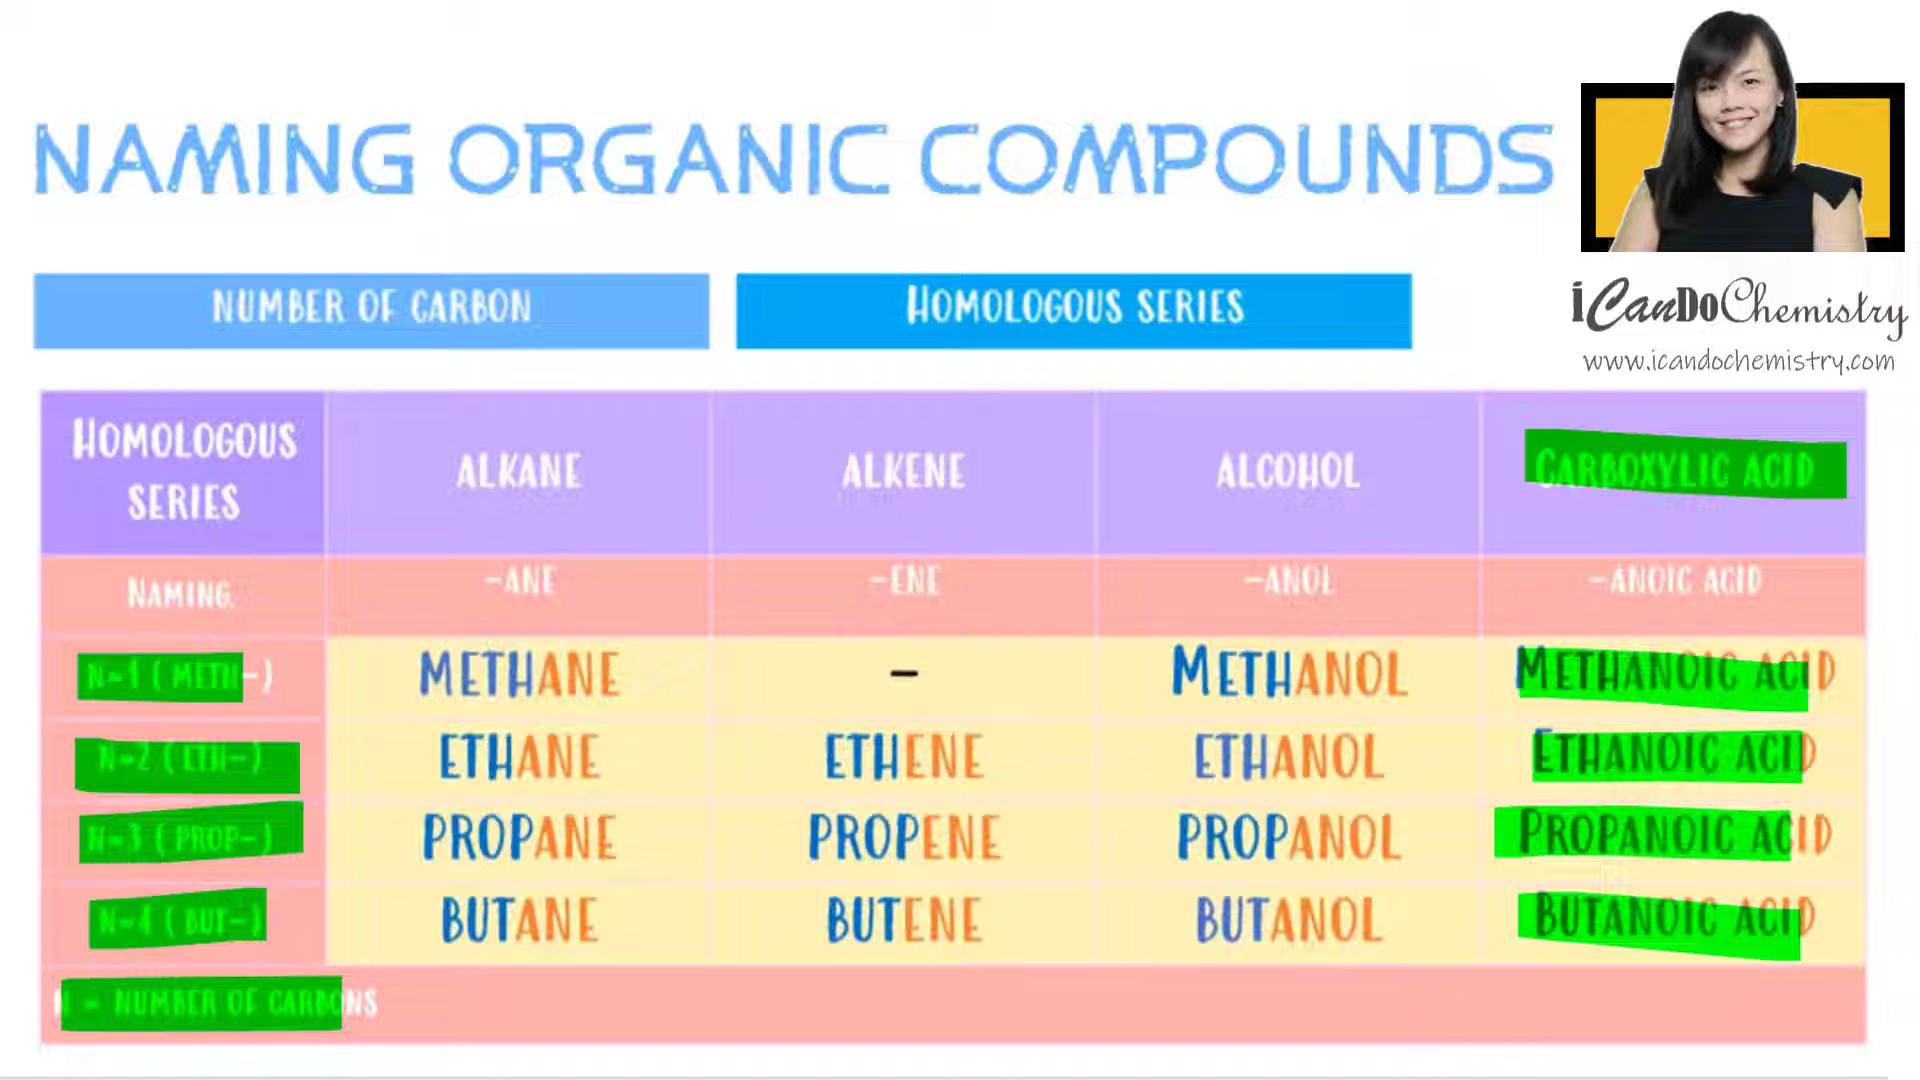 NAMING ORGANIC COMPOUNDS
NUMBER OF CARBON
HOMOLOGOUS SERIES
iCanDoChemistry
www.icandochemistry.com
HOMOLOGOUS
SERIES
ALKANE
ALKENE
ALCOHOL
CARBOXYLIC ACID
NAMING.
-ANE
-ENE
-ANOL
-ANOIC ACID
N=1 ( METH-)
METHANE
-
METHANOL
METHANOIC ACID
N=2 ( ETH-)
ETHANE
ETHENE
ETHANOL
ETHANOIC ACID
N=3 ( PROP-)
PROPANE
PROPENE
PROPANOL
PROPANOIC ACID
N=4 ( BUT-)
BUTANE
BUTENE
BUTANOL
BUTANOIC ACID
N = NUMBER OF CARBONS